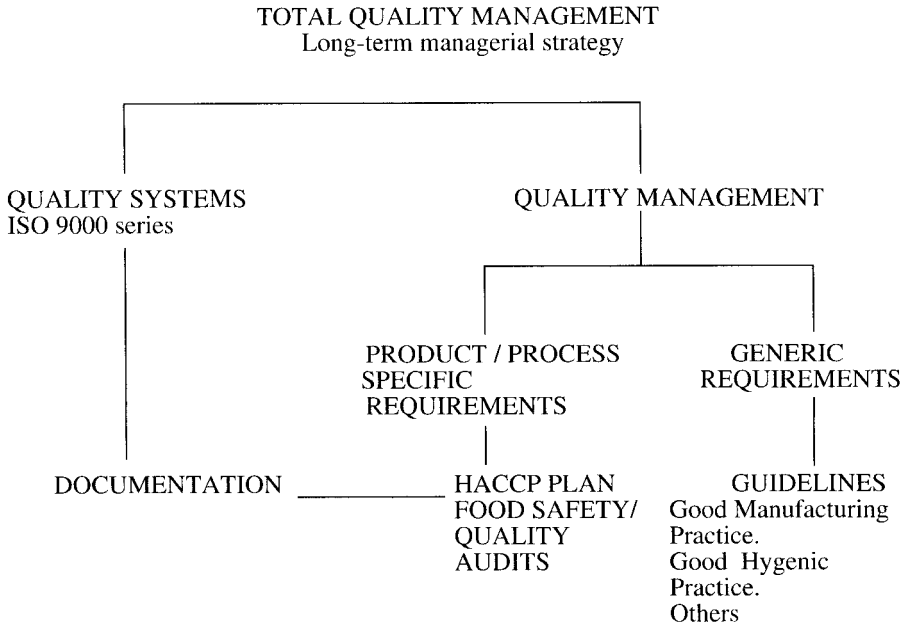 TOTAL QUALITY MANAGEMENT
Long-term managerial strategy
QUALITY SYSTEMS
ISO 9000 series
QUALITY MANAGEMENT
PRODUCT / PROCESS
SPECIFIC
REQUIREMENTS
GENERIC
REQUIREMENTS
DOCUMENTATION
HACCP PLAN
FOOD SAFETY/
QUALITY
AUDITS
GUIDELINES
Good Manufacturing
Practice.
Good Hygenic
Practice.
Others